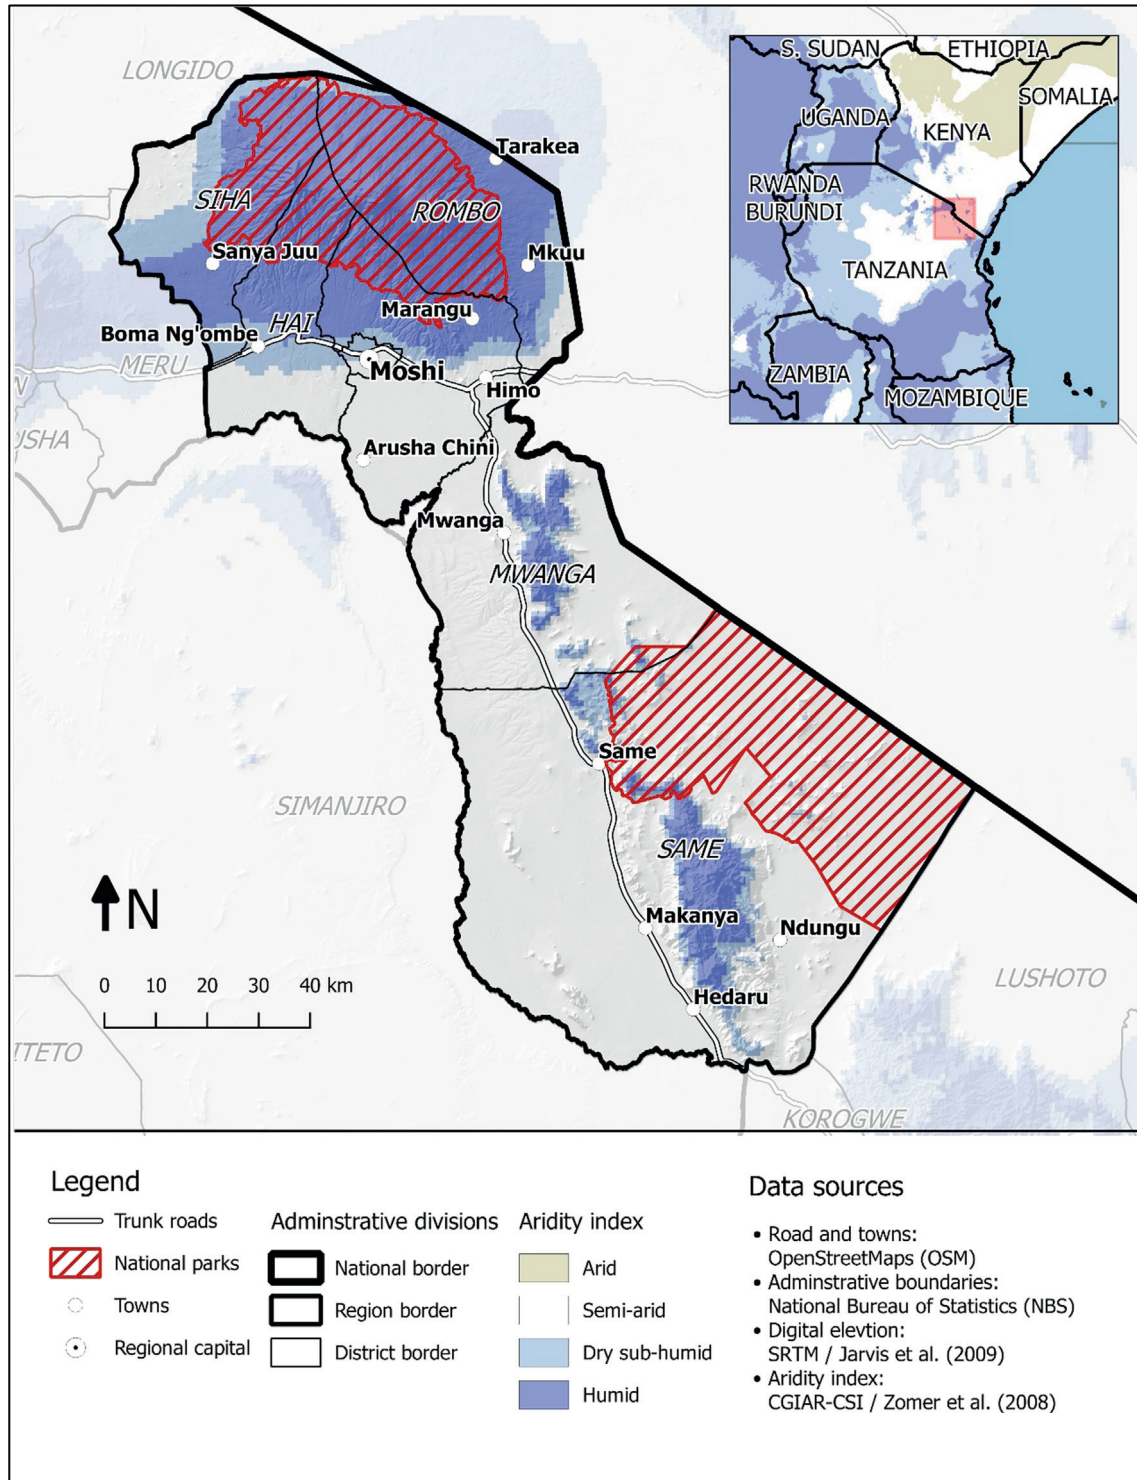 LONGIDO
Tarakea
SIHA
ROMBO
Sanya Juu
Mkuu
Marangu
Boma Ng'ombe
HAI
MERU
Moshi
Himo
USHA
Arusha Chini
Mwanga
MWANGA
Same
SIMANJIRO
SAME
N
Makanya
Ndungu
0 10 20 30 40 km
Hedaru
LUSHOTO
ITETO
KOROGWE
S. SUDAN
ETHIOPIA
SOMALIA
UGANDA
KENYA
RWANDA
BURUNDI
TANZANIA
ZAMBIA
MOZAMBIQUE
Legend
Trunk roads
National parks
Towns
Regional capital
Adminstrative divisions
National border
Region border
District border
Aridity index
Arid
Semi-arid
Dry sub-humid
Humid
Data sources
• Road and towns:
OpenStreetMaps (OSM)
• Adminstrative boundaries:
National Bureau of Statistics (NBS)
• Digital elevtion:
SRTM / Jarvis et al. (2009)
• Aridity index:
CGIAR-CSI / Zomer et al. (2008)